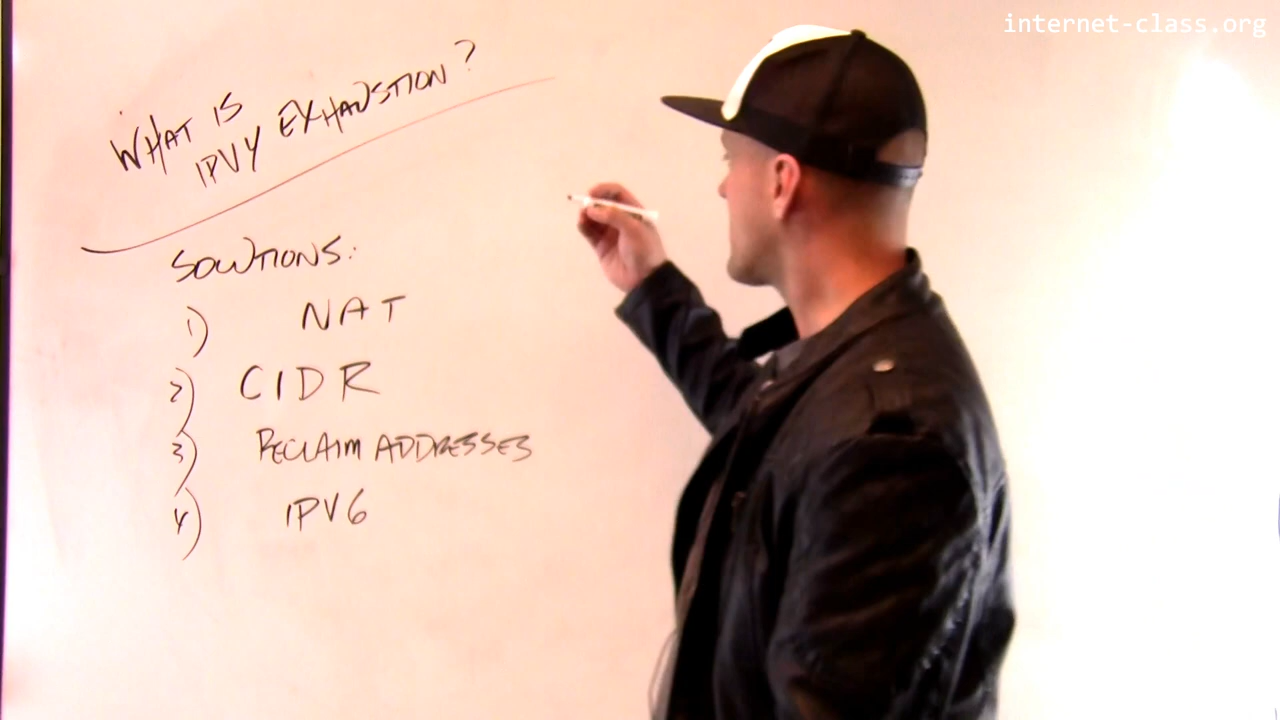 internet-class.org
WHAT IS
IPV4 EXHAUSTION?
SOLUTIONS:
1) NAT
2) CIDR
3) RECLAIM ADDRESSES
4) IPV6